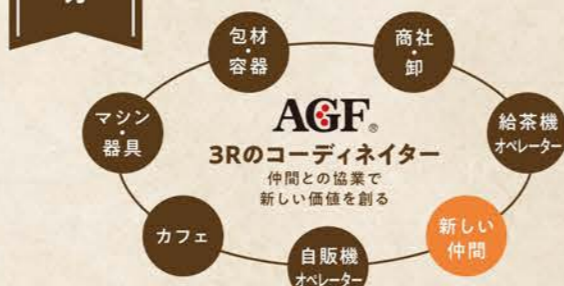 包材
・
容器
商社
・
卸
マシン
・
器具
AGF®
3Rのコーディネイター
仲間との協業で
新しい価値を創る
給茶機
オペレーター
カフェ
自販機
オペレーター
新しい
仲間